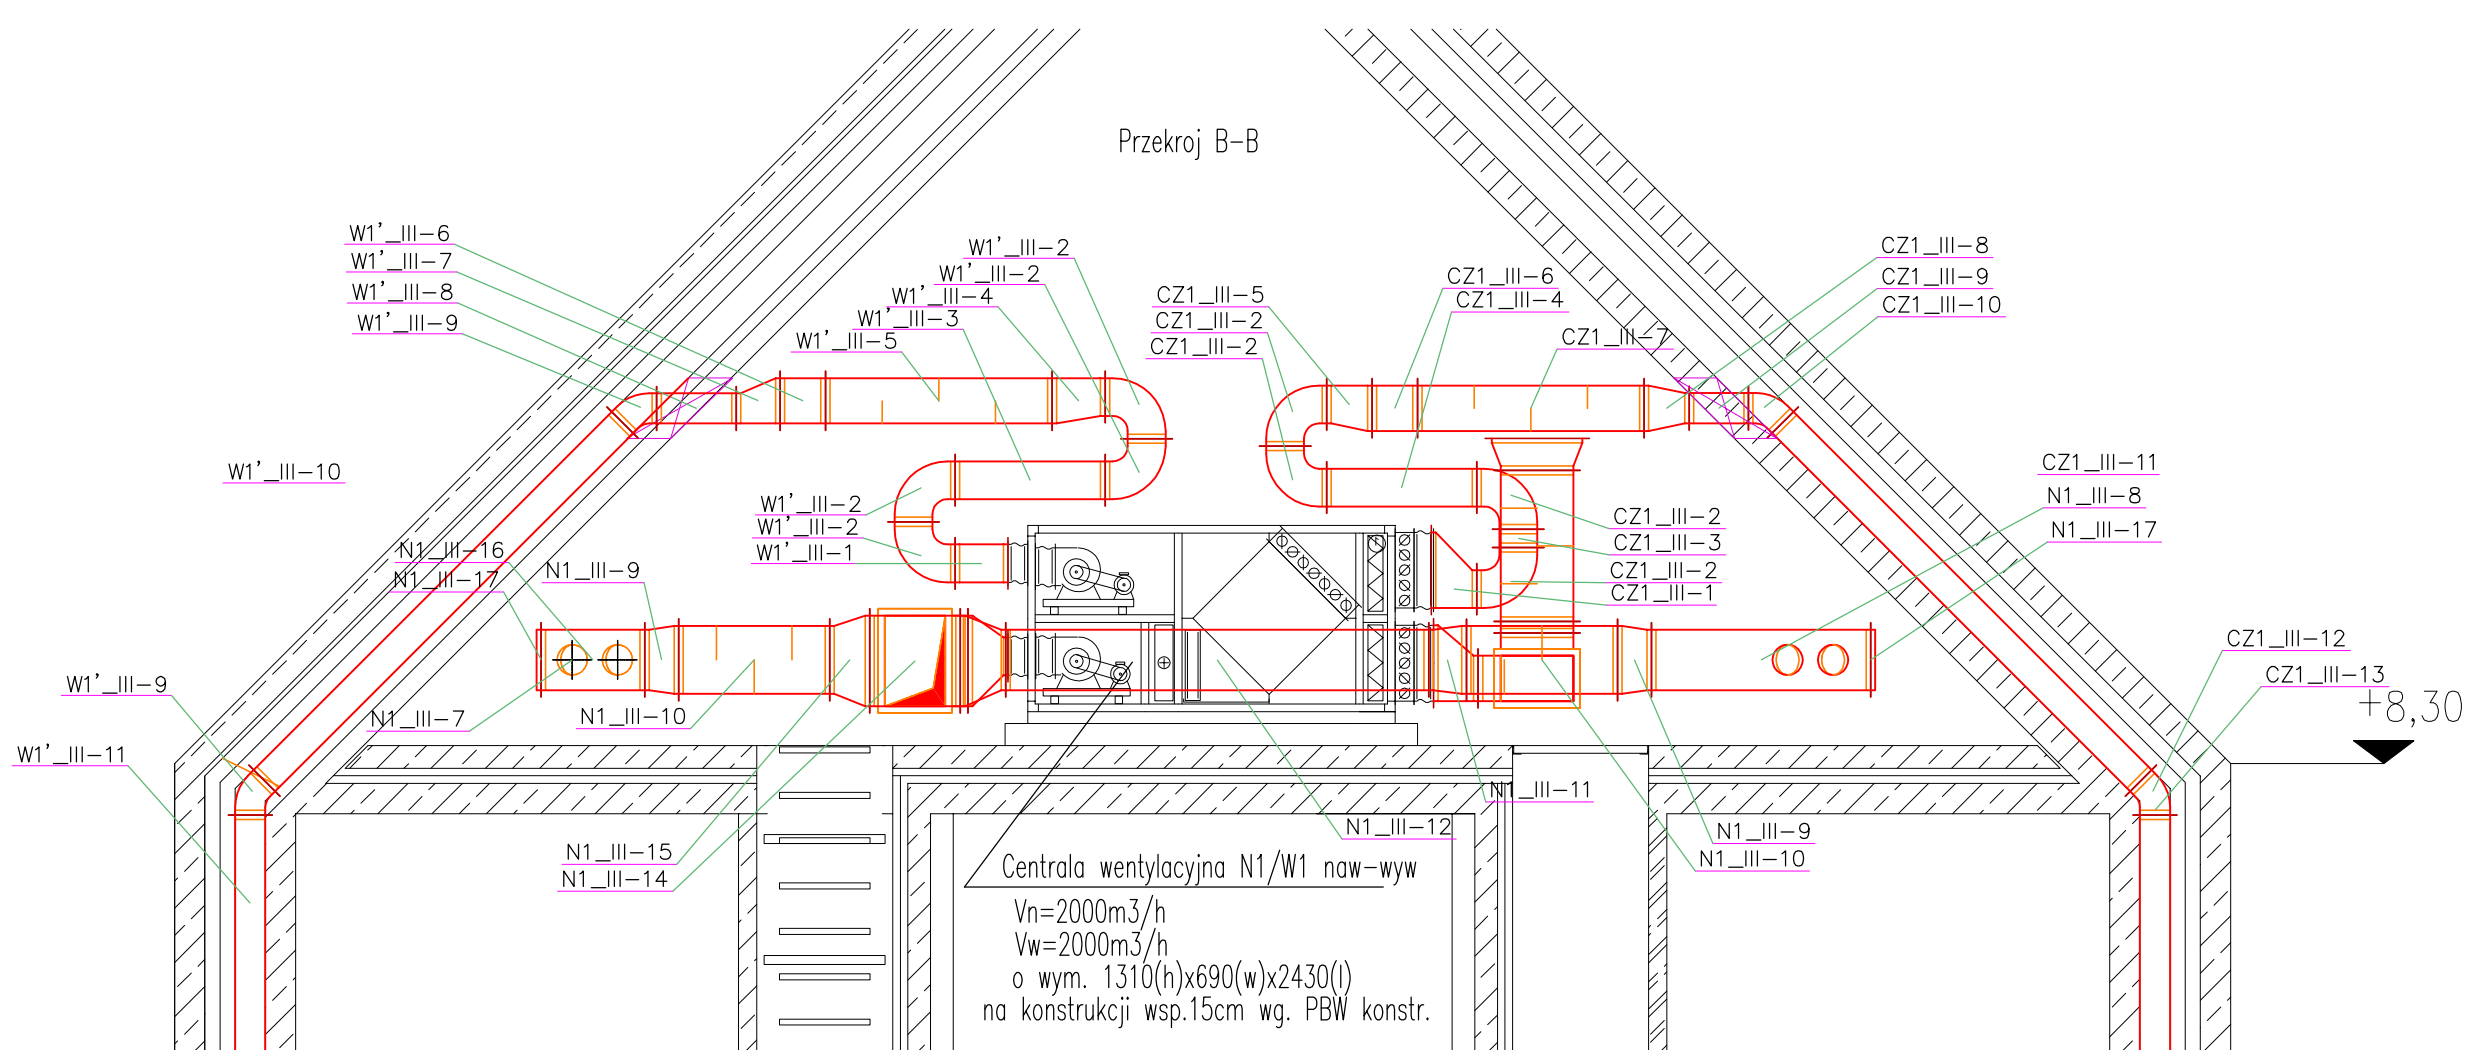 Przekroj B-B
W1'_III-6
W1'_III-7
W1'_III-8
W1'_III-9
W1'_III-2
W1'_III-2
W1'_III-4
W1'_III-3
W1'_III-5
CZ1_III-5
CZ1_III-2
CZ1_III-2
CZ1_III-6
CZ1_III-4
CZ1_III-7
CZ1_III-8
CZ1_III-9
CZ1_III-10
W1'_III-10
W1'_III-2
W1'_III-2
W1'_III-1
CZ1_III-11
N1_III-8
N1_III-17
CZ1_III-2
CZ1_III-3
CZ1_III-2
CZ1_III-1
N1_III-16
N1_III-17
N1_III-9
W1'_III-9
N1_III-7
N1_III-10
W1'_III-11
CZ1_III-12
CZ1_III-13
+8,30
N1_III-11
N1_III-12
N1_III-9
N1_III-10
N1_III-15
N1_III-14
Centrala wentylacyjna N1/W1 naw-wyw
Vn=2000m3/h
Vw=2000m3/h
o wym. 1310(h)x690(w)x2430(l)
na konstrukcji wsp.15cm wg. PBW konstr.